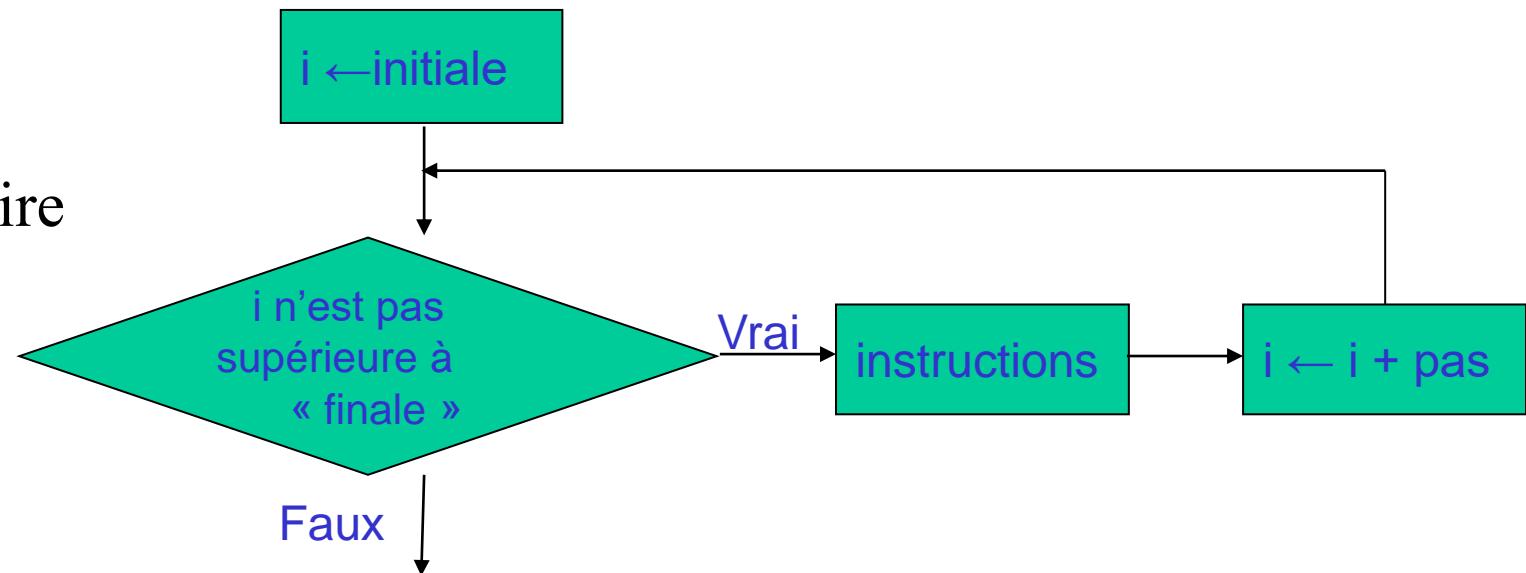 i ←initiale
ire
i n’est pas
supérieure à
« finale »
Vrai
instructions
i ← i + pas
Faux